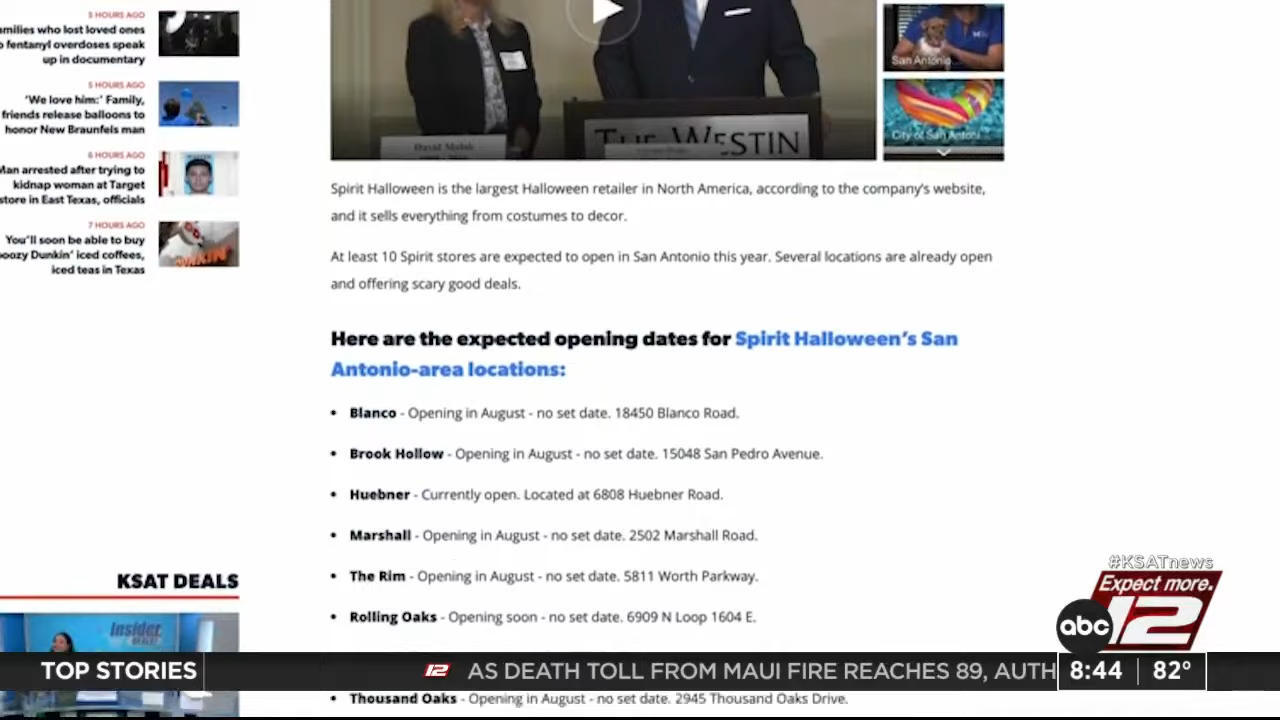 5 HOURS AGO
amilies who lost loved ones
o fentanyl overdoses speak
up in documentary
5 HOURS AGO
'We love him:' Family,
friends release balloons to
honor New Braunfels man
6 HOURS AGO
Man arrested after trying to
kidnap woman at Target
store in East Texas, officials
7 HOURS AGO
You'll soon be able to buy
boozy Dunkin' iced coffees,
iced teas in Texas
KSAT DEALS
Insider
David Malsh
THE WESTIN
San Antonio...
City of San Antoni...
Spirit Halloween is the largest Halloween retailer in North America, according to the company's website,
and it sells everything from costumes to decor.
At least 10 Spirit stores are expected to open in San Antonio this year. Several locations are already open
and offering scary good deals.
Here are the expected opening dates for Spirit Halloween's San
Antonio-area locations:
• Blanco - Opening in August - no set date. 18450 Blanco Road.
• Brook Hollow - Opening in August - no set date. 15048 San Pedro Avenue.
• Huebner - Currently open. Located at 6808 Huebner Road.
• Marshall - Opening in August - no set date. 2502 Marshall Road.
• The Rim - Opening in August - no set date. 5811 Worth Parkway.
• Rolling Oaks - Opening soon - no set date. 6909 N Loop 1604 E.
• Thousand Oaks - Opening in August - no set date. 2945 Thousand Oaks Drive.
#KSATnews
Expect more.
abc 12
TOP STORIES
12 AS DEATH TOLL FROM MAUI FIRE REACHES 89, AUTH
8:44 82°